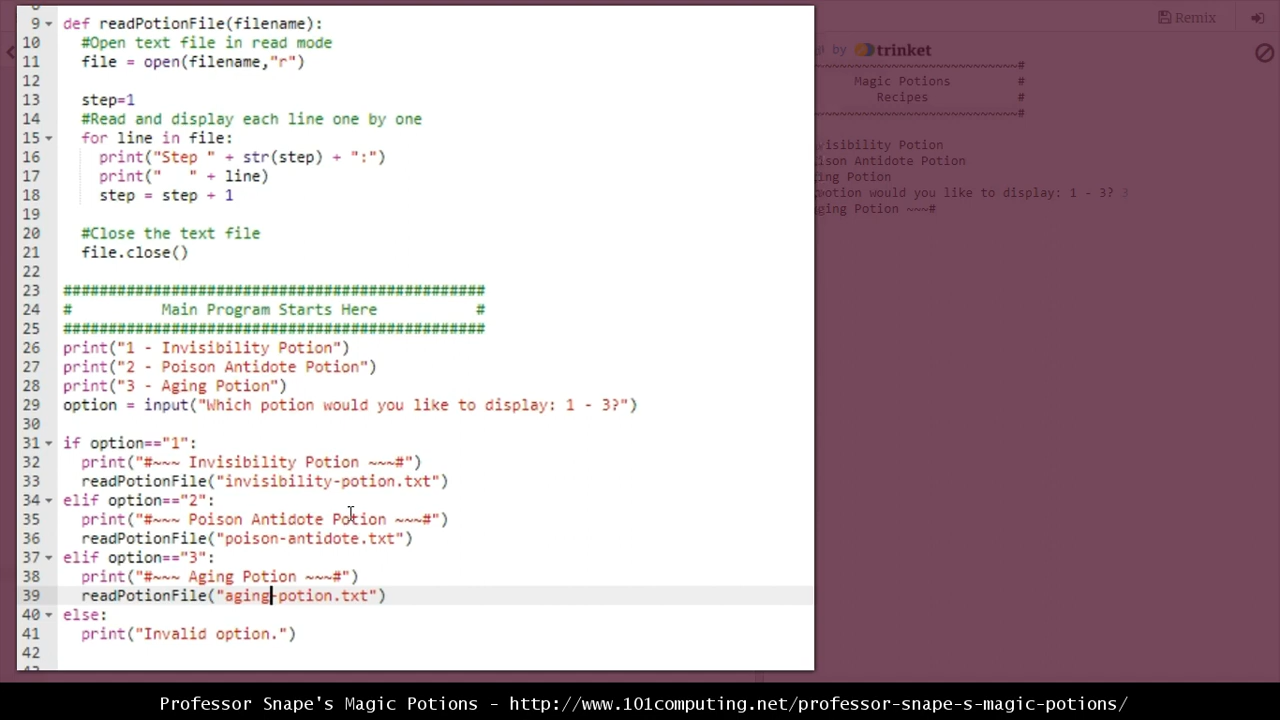 9 def readPotionFile(filename):
10 #Open text file in read mode
11 file = open(filename,"r")
12
13 step=1
14 #Read and display each line one by one
15 for line in file:
16 print("Step " + str(step) + ":")
17 print("   " + line)
18 step = step + 1
19
20 #Close the text file
21 file.close()
22
23 ###############################################
24 # Main Program Starts Here #
25 ###############################################
26 print("1 - Invisibility Potion")
27 print("2 - Poison Antidote Potion")
28 print("3 - Aging Potion")
29 option = input("Which potion would you like to display: 1 - 3?")
30
31 if option=="1":
32 print("#~~~ Invisibility Potion ~~~#")
33 readPotionFile("invisibility-potion.txt")
34 elif option=="2":
35 print("#~~~ Poison Antidote Potion ~~~#")
36 readPotionFile("poison-antidote.txt")
37 elif option=="3":
38 print("#~~~ Aging Potion ~~~#")
39 readPotionFile("aging-potion.txt")
40 else:
41 print("Invalid option.")
42
Remix
by trinket
~~~~~~~~~~~~~~~~~~~~~~~~~~#
Magic Potions #
Recipes #
~~~~~~~~~~~~~~~~~~~~~~~~~~#
visibility Potion
ison Antidote Potion
ing Potion
potion would you like to display: 1 - 3? 3
ging Potion ~~~#
Professor Snape's Magic Potions - http://www.101computing.net/professor-snape-s-magic-potions/